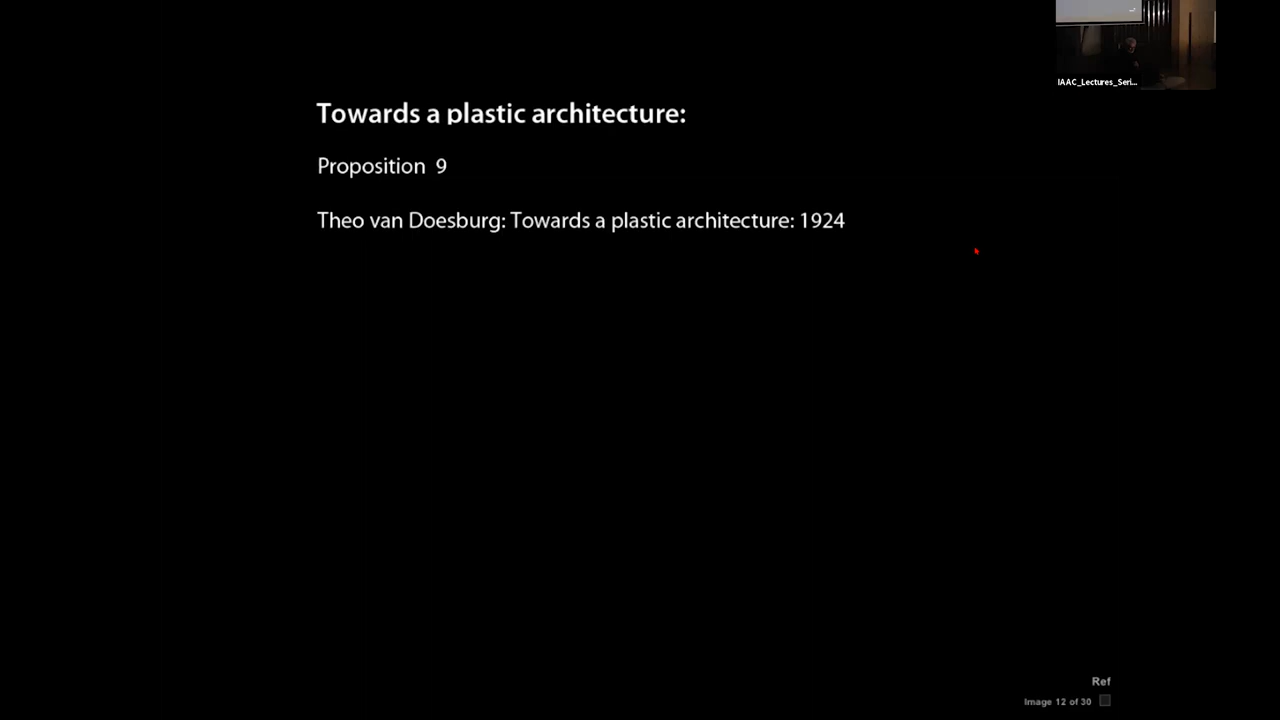 IAAC_Lectures_Seri...
Towards a plastic architecture:
Proposition 9
Theo van Doesburg: Towards a plastic architecture: 1924
Ref
Image 12 of 30